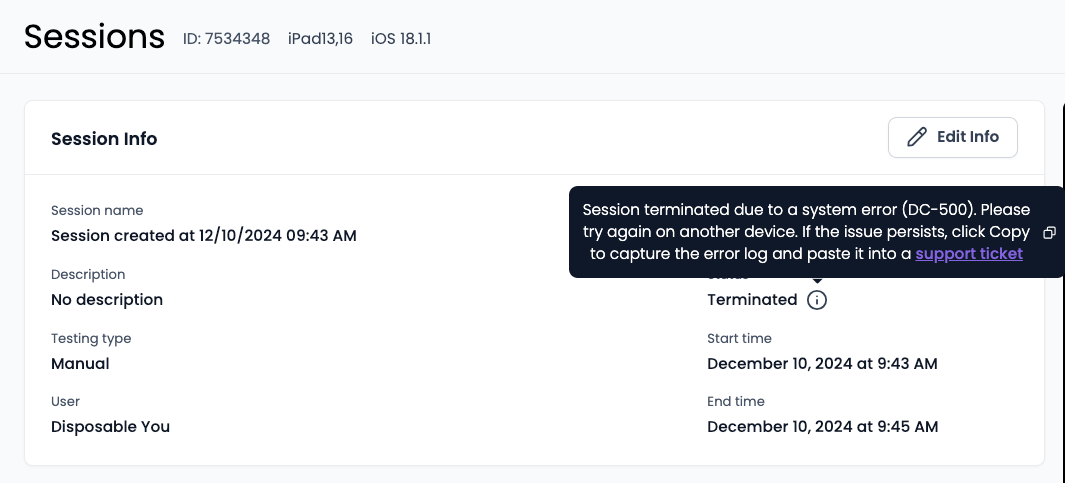 Sessions ID: 7534348 iPad13,16 iOS 18.1.1
Session Info
Edit Info
Session name
Session created at 12/10/2024 09:43 AM
Session terminated due to a system error (DC-500). Please
try again on another device. If the issue persists, click Copy
to capture the error log and paste it into a support ticket
Description
No description
Terminated
Testing type
Manual
Start time
December 10, 2024 at 9:43 AM
User
Disposable You
End time
December 10, 2024 at 9:45 AM